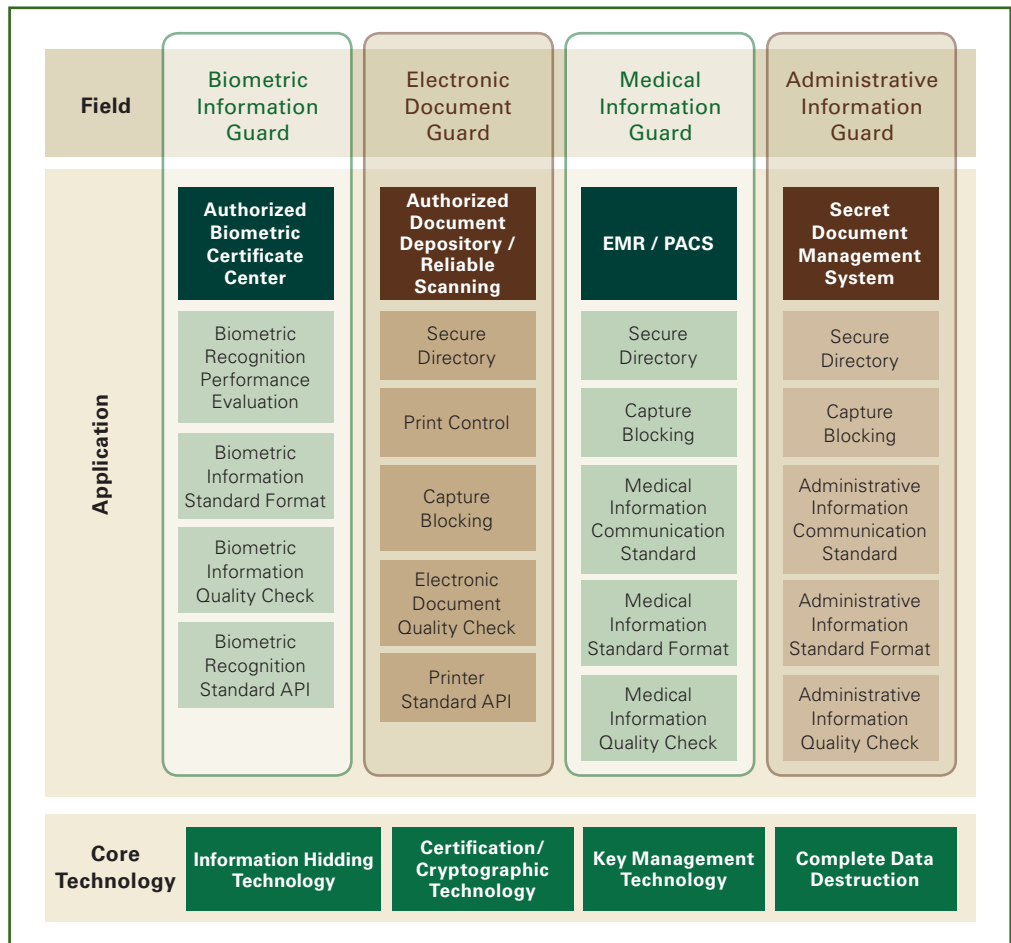 Field
Biometric
Information
Guard
Electronic
Document
Guard
Medical
Information
Guard
Administrative
Information
Guard
Application
Authorized
Biometric
Certificate
Center
Biometric
Recognition
Performance
Evaluation
Biometric
Information
Standard Format
Biometric
Information
Quality Check
Biometric
Recognition
Standard API
Authorized
Document
Depository /
Reliable
Scanning
Secure
Directory
Print Control
Capture
Blocking
Electronic
Document
Quality Check
Printer
Standard API
EMR / PACS
Secure
Directory
Capture
Blocking
Medical
Information
Communication
Standard
Medical
Information
Standard Format
Medical
Information
Quality Check
Secret
Document
Management
System
Secure
Directory
Capture
Blocking
Administrative
Information
Communication
Standard
Administrative
Information
Standard Format
Administrative
Information
Quality Check
Core
Technology
Information Hidding
Technology
Certification/
Cryptographic
Technology
Key Management
Technology
Complete Data
Destruction